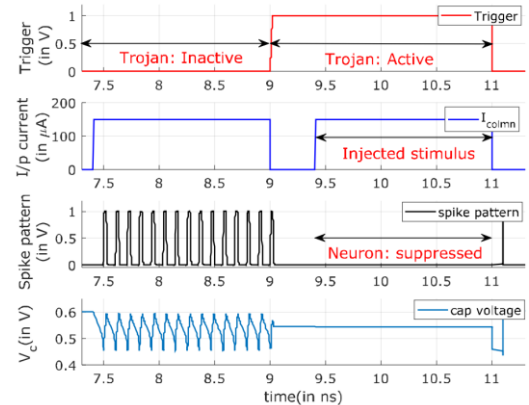 Trigger
(in V)
1
0.5
0
Trigger
Trojan: Inactive
Trojan: Active
7.5 8 8.5 9 9.5 10 10.5 11
I/p current
(in μA)
200
100
0
I_colmn
Injected stimulus
7.5 8 8.5 9 9.5 10 10.5 11
Spike pattern
(in V)
1
0.5
0
spike pattern
Neuron: suppressed
7.5 8 8.5 9 9.5 10 10.5 11
V_c(in V)
0.6
0.5
0.4
cap voltage
7.5 8 8.5 9 9.5 10 10.5 11
time(in ns)